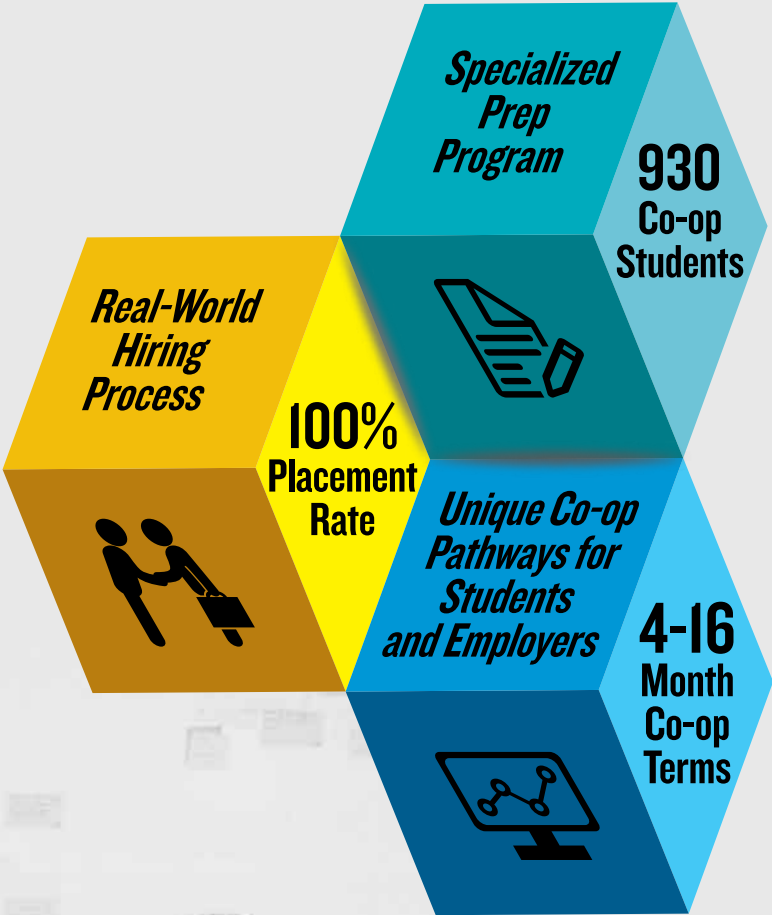 Specialized
Prep
Program
930
Co-op
Students
Real-World
Hiring
Process
100%
Placement
Rate
Unique Co-op
Pathways for
Students
and Employers
4-16
Month
Co-op
Terms